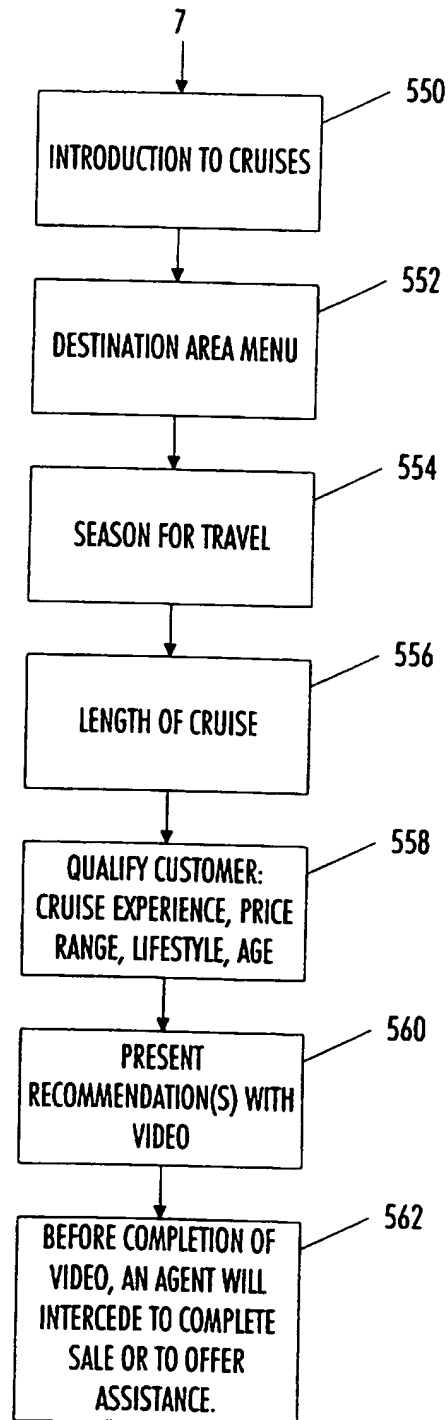 7
550
INTRODUCTION TO CRUISES
552
DESTINATION AREA MENU
554
SEASON FOR TRAVEL
556
LENGTH OF CRUISE
558
QUALIFY CUSTOMER:
CRUISE EXPERIENCE, PRICE
RANGE, LIFESTYLE, AGE
560
PRESENT
RECOMMENDATION(S) WITH
VIDEO
562
BEFORE COMPLETION OF
VIDEO, AN AGENT WILL
INTERCEDE TO COMPLETE
SALE OR TO OFFER
ASSISTANCE.